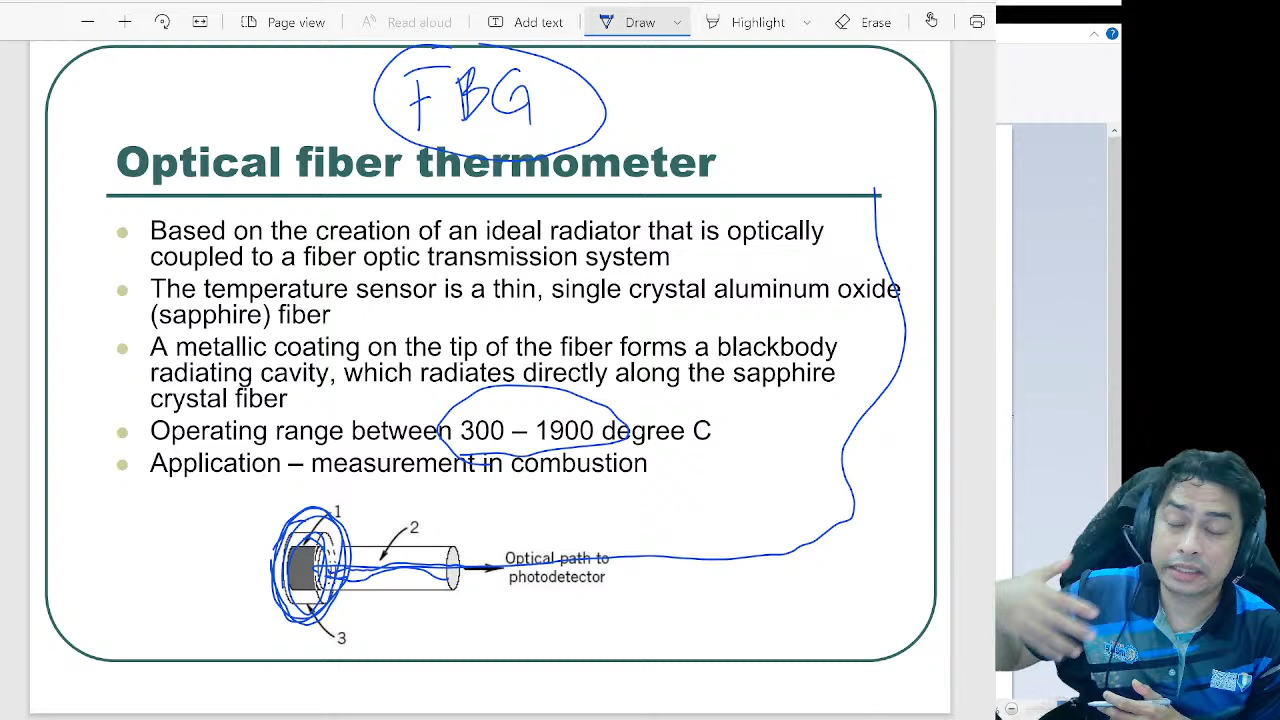 Page view
Read aloud
Add text
Draw
Highlight
Erase
FBG
Optical fiber thermometer
Based on the creation of an ideal radiator that is optically
coupled to a fiber optic transmission system
The temperature sensor is a thin, single crystal aluminum oxide
(sapphire) fiber
A metallic coating on the tip of the fiber forms a blackbody
radiating cavity, which radiates directly along the sapphire
crystal fiber
Operating range between 300 – 1900 degree C
Application – measurement in combustion
1
2
Optical path to
photodetector
3